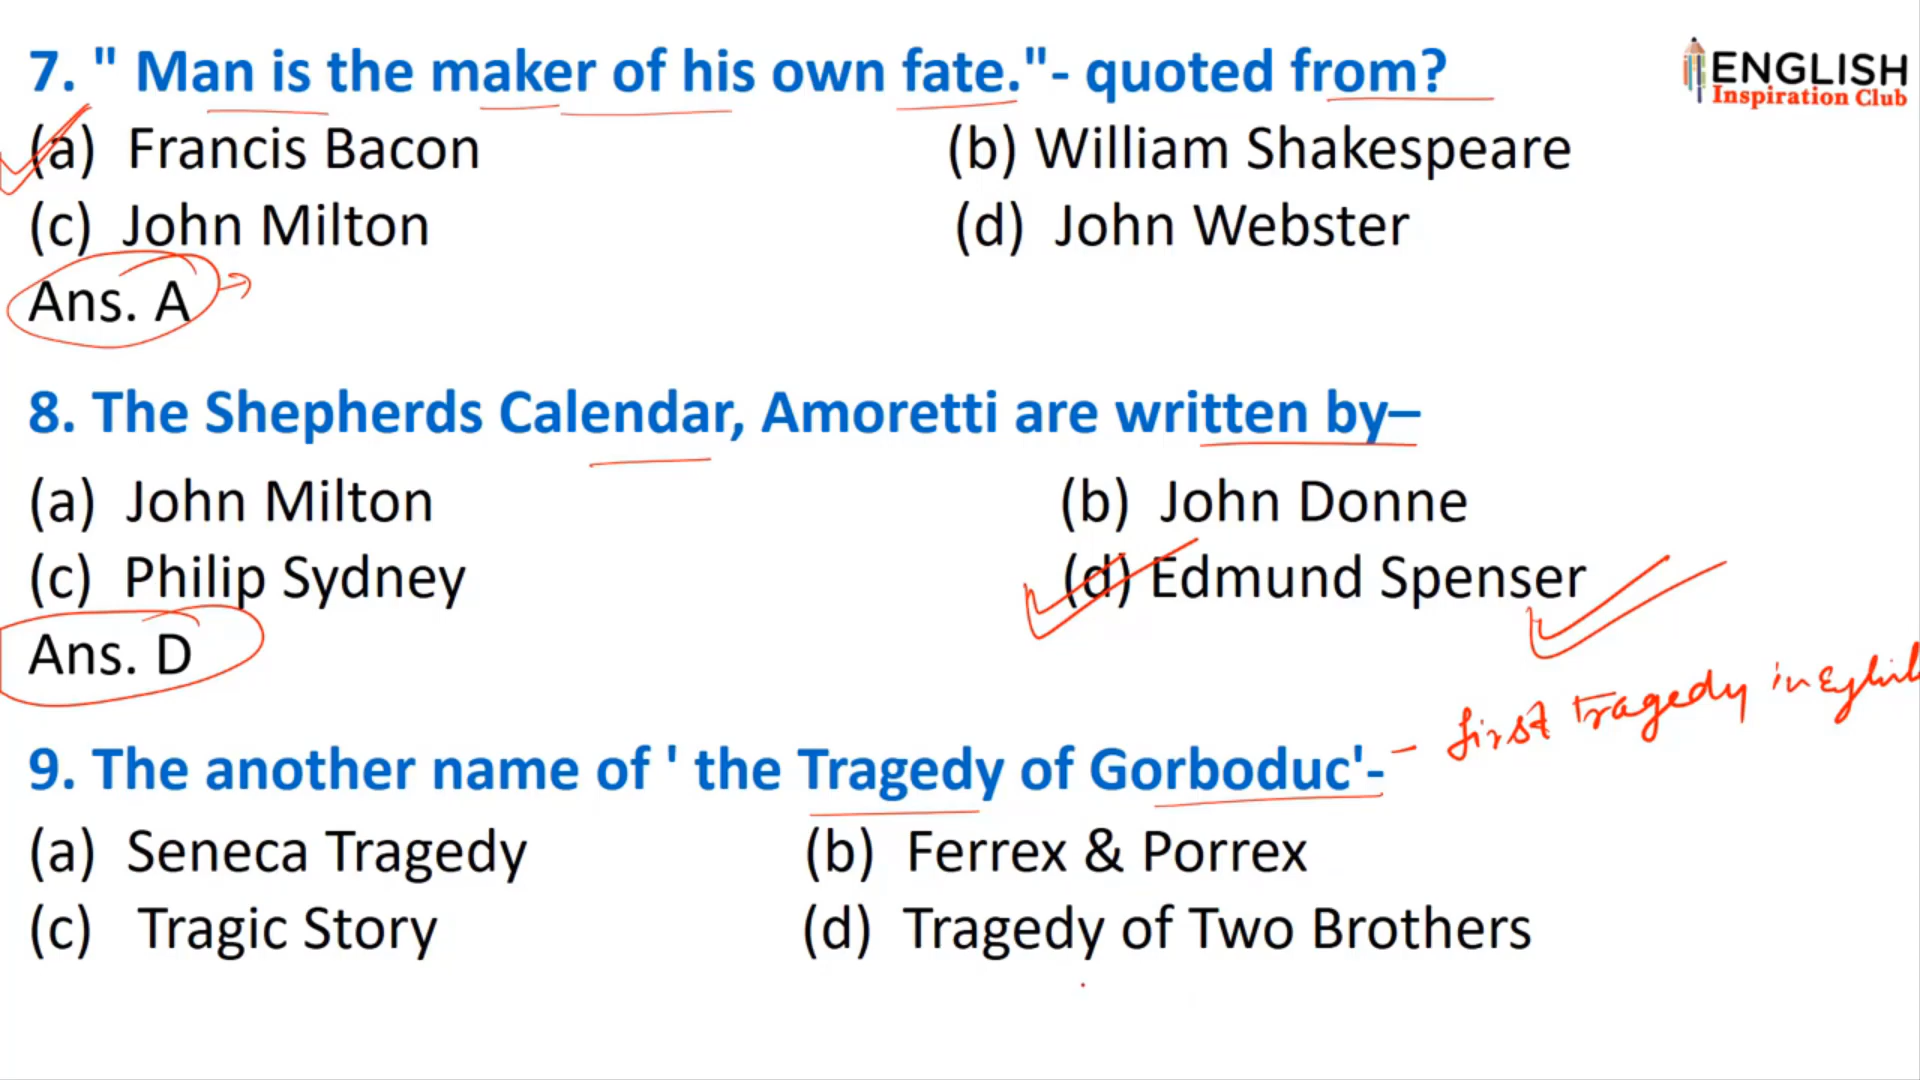 7. " Man is the maker of his own fate."- quoted from?
ENGLISH
Inspiration Club
(a) Francis Bacon (b) William Shakespeare
(c) John Milton (d) John Webster
Ans. A
8. The Shepherds Calendar, Amoretti are written by–
(a) John Milton (b) John Donne
(c) Philip Sydney (d) Edmund Spenser
Ans. D
9. The another name of ' the Tragedy of Gorboduc'- – first Tragedy in
(a) Seneca Tragedy (b) Ferrex & Porrex
(c) Tragic Story (d) Tragedy of Two Brothers